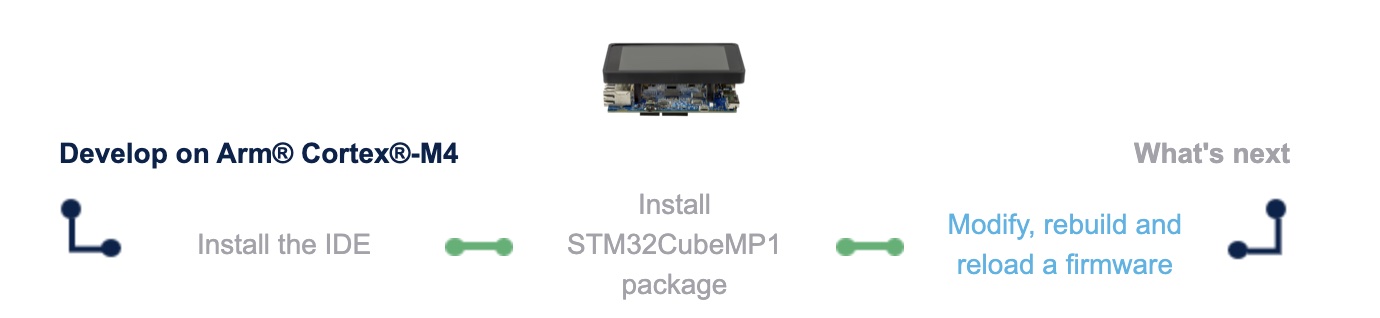 Develop on Arm® Cortex®-M4
What's next
Install the IDE
Install
STM32CubeMP1
package
Modify, rebuild and
reload a firmware